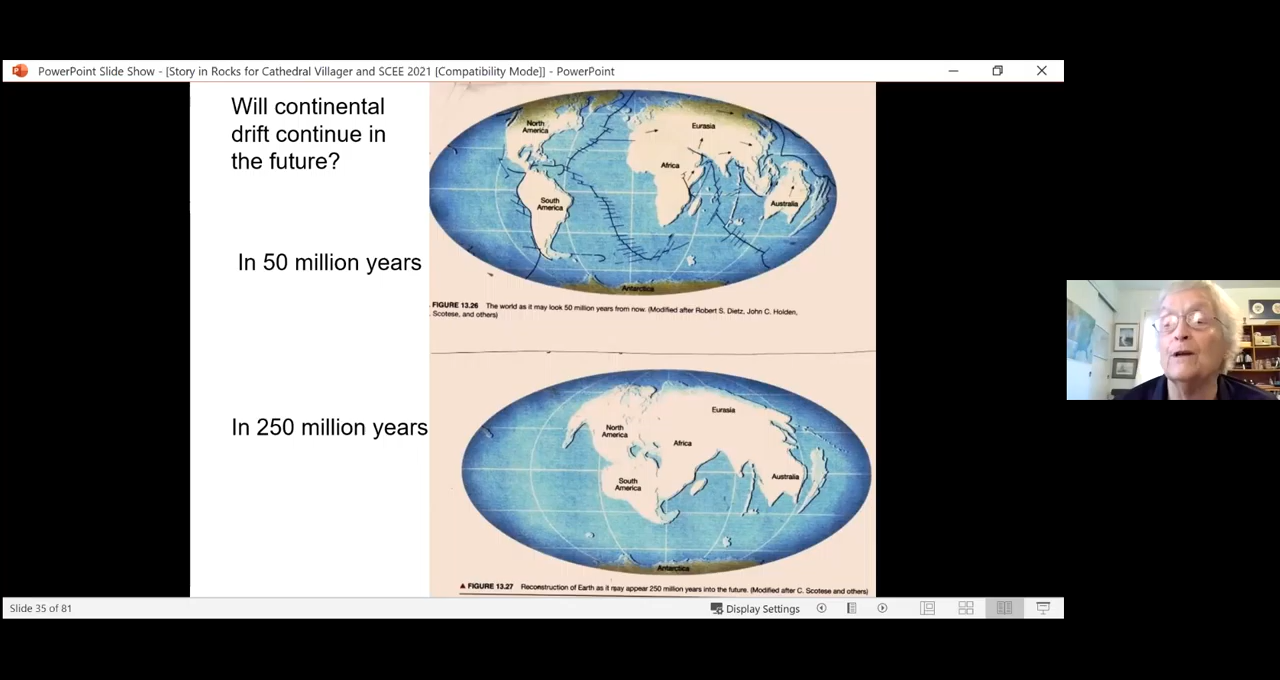 PowerPoint Slide Show - [Story in Rocks for Cathedral Villager and SCEE 2021 [Compatibility Mode]] - PowerPoint
Will continental
drift continue in
the future?
In 50 million years
North
America
Eurasia
Africa
South
America
Australia
Antarctica
FIGURE 13.26 The world as it may look 50 million years from now. (Modified after Robert S. Dietz, John C. Holden,
Scotese, and others)
In 250 million years
Eurasia
North
America
Africa
South
America
Australia
Antarctica
▲ FIGURE 13.27 Reconstruction of Earth as it may appear 250 million years into the future. (Modified after C. Scotese and others)
Slide 35 of 81
Display Settings